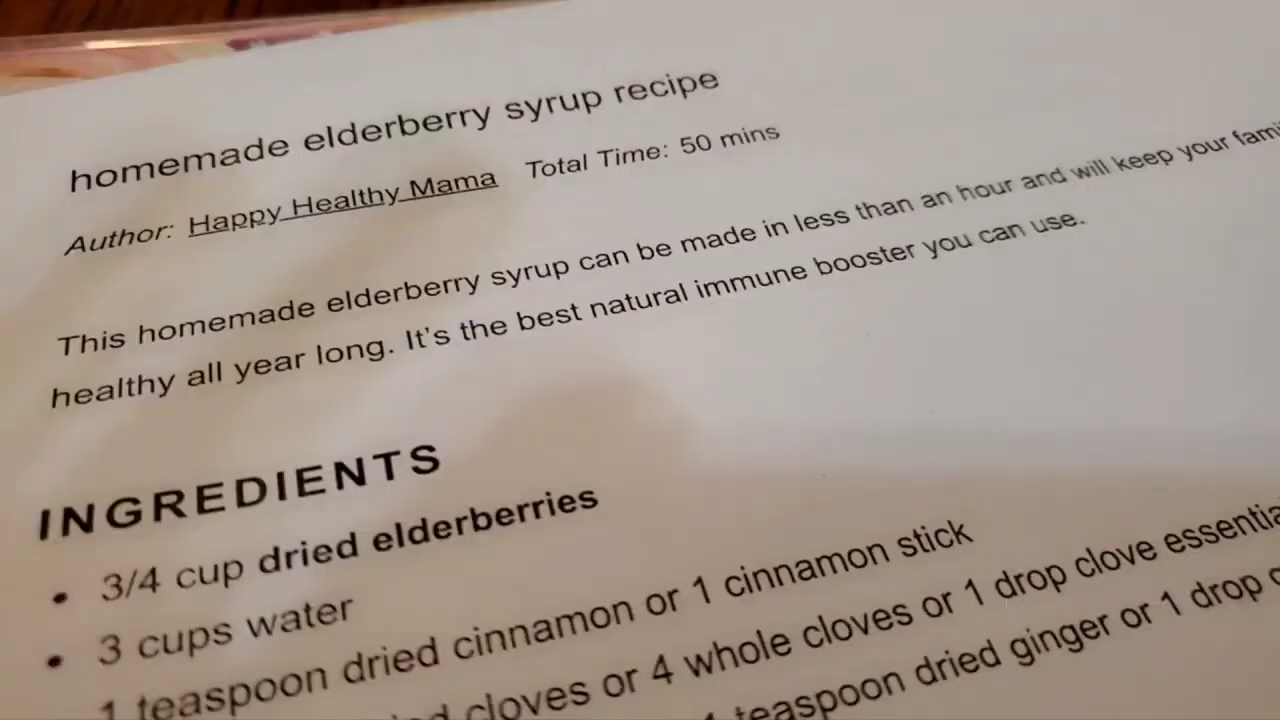 homemade elderberry syrup recipe
Author: Happy Healthy Mama Total Time: 50 mins
This homemade elderberry syrup can be made in less than an hour and will keep your
healthy all year long. It's the best natural immune booster you can use.
INGREDIENTS
• 3/4 cup dried elderberries
• 3 cups water
1 teaspoon dried cinnamon or 1 cinnamon stick
cloves or 4 whole cloves or 1 drop clove
teaspoon dried ginger or 1 drop